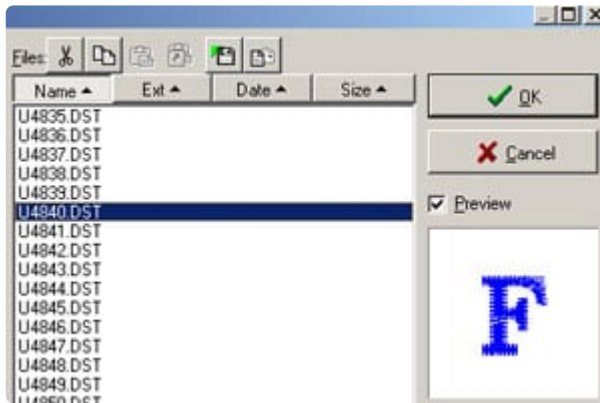 Files:
Name Ext Date Size
OK
U4835.DST
U4836.DST
U4837.DST
Cancel
U4838.DST
U4839.DST
Preview
U4840.DST
U4841.DST
U4842.DST
U4843.DST
U4844.DST
U4845.DST
F
U4846.DST
U4847.DST
U4848.DST
U4849.DST
U4850.DST